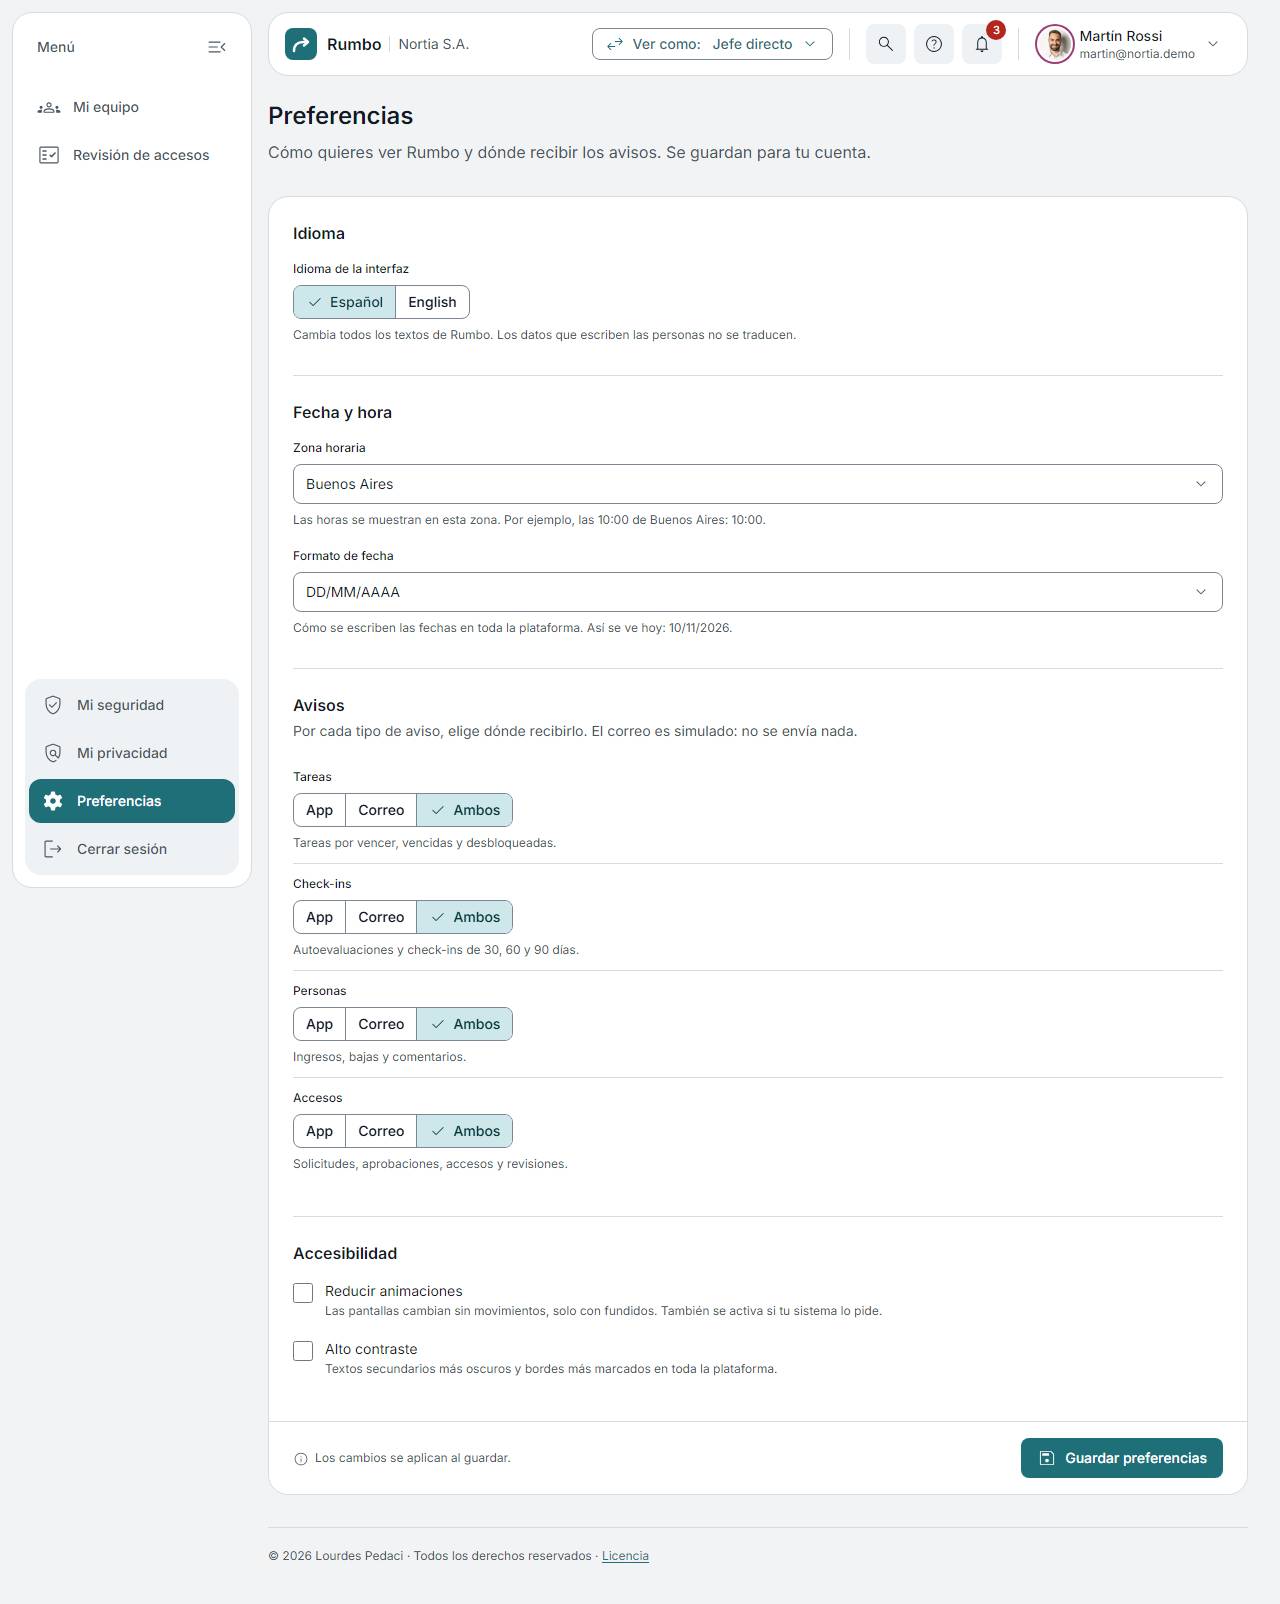 Menú
Mi equipo
Revisión de accesos
Mi seguridad
Mi privacidad
Preferencias
Cerrar sesión
Rumbo
Nortia S.A.
Ver como: Jefe directo
3
Martín Rossi
martin@nortia.demo
Preferencias
Cómo quieres ver Rumbo y dónde recibir los avisos. Se guardan para tu cuenta.
Idioma
Idioma de la interfaz
Español
English
Cambia todos los textos de Rumbo. Los datos que escriben las personas no se traducen.
Fecha y hora
Zona horaria
Buenos Aires
Las horas se muestran en esta zona. Por ejemplo, las 10:00 de Buenos Aires: 10:00.
Formato de fecha
DD/MM/AAAA
Cómo se escriben las fechas en toda la plataforma. Así se ve hoy: 10/11/2026.
Avisos
Por cada tipo de aviso, elige dónde recibirlo. El correo es simulado: no se envía nada.
Tareas
App Correo Ambos
Tareas por vencer, vencidas y desbloqueadas.
Check-ins
App Correo Ambos
Autoevaluaciones y check-ins de 30, 60 y 90 días.
Personas
App Correo Ambos
Ingresos, bajas y comentarios.
Accesos
App Correo Ambos
Solicitudes, aprobaciones, accesos y revisiones.
Accesibilidad
Reducir animaciones
Las pantallas cambian sin movimientos, solo con fundidos. También se activa si tu sistema lo pide.
Alto contraste
Textos secundarios más oscuros y bordes más marcados en toda la plataforma.
Los cambios se aplican al guardar.
Guardar preferencias
© 2026 Lourdes Pedaci · Todos los derechos reservados · Licencia